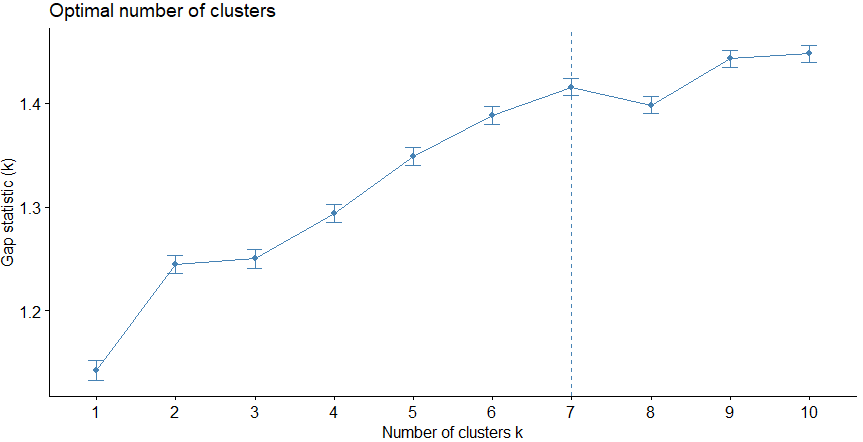 Optimal number of clusters
Gap statistic (k)
1.4
1.3
1.2
1 2 3 4 5 6 7 8 9 10
Number of clusters k